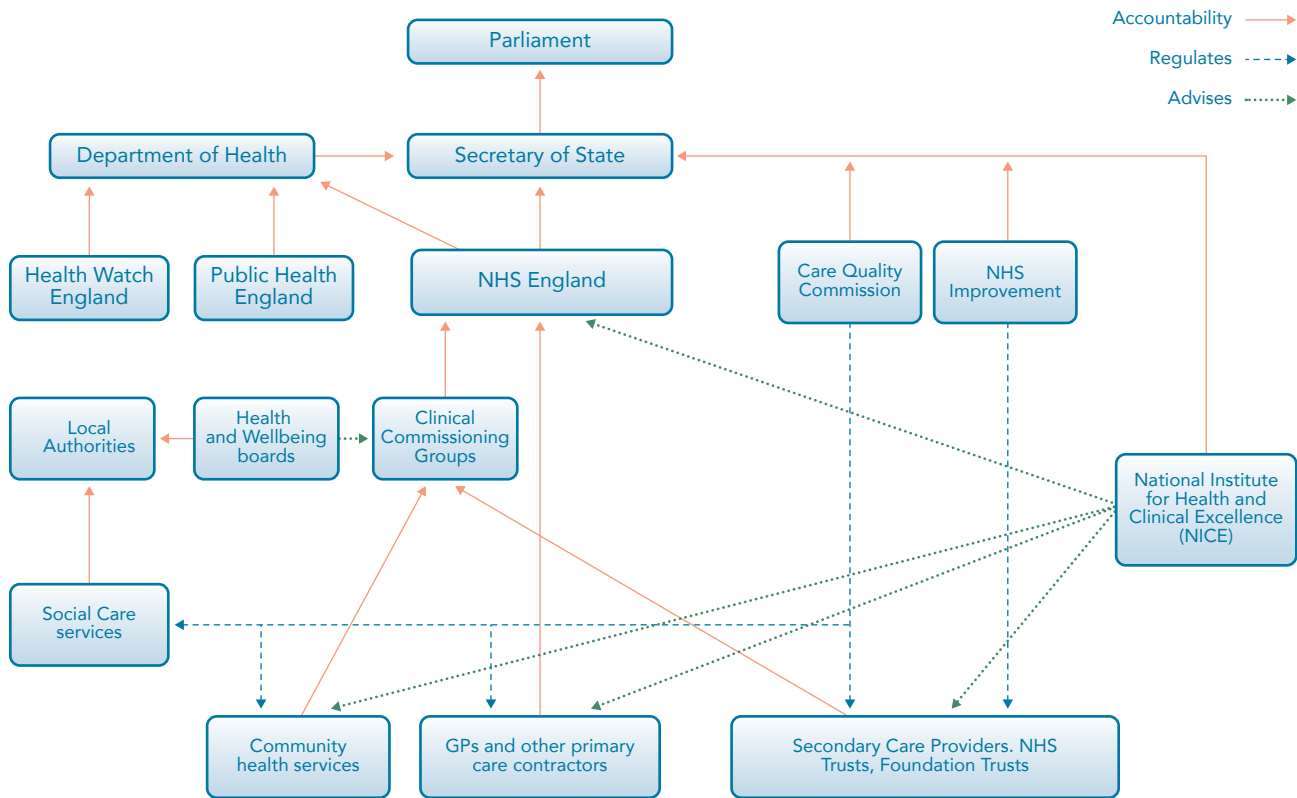 Accountability
Parliament
Regulates
Advises
Department of Health
Secretary of State
Health Watch
England
Public Health
England
NHS England
Care Quality
Commission
NHS
Improvement
Local
Authorities
Health
and Wellbeing
boards
Clinical
Commissioning
Groups
National Institute
for Health and
Clinical Excellence
(NICE)
Social Care
services
Community
health services
GPs and other primary
care contractors
Secondary Care Providers. NHS
Trusts, Foundation Trusts